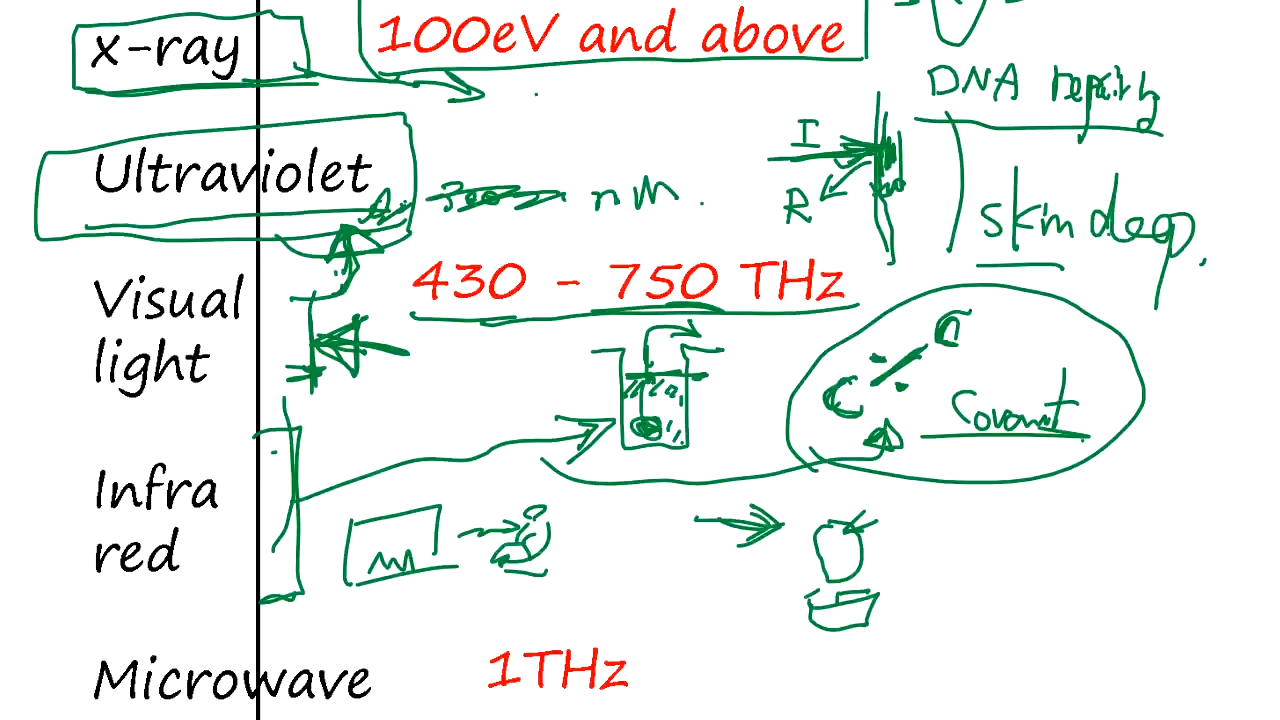 x-ray
100eV and above
DNA
Ultraviolet
nm.
I
R
skin deep.
Visual
light
430 - 750 THz
C
C
Infra
red
Microwave
1THz